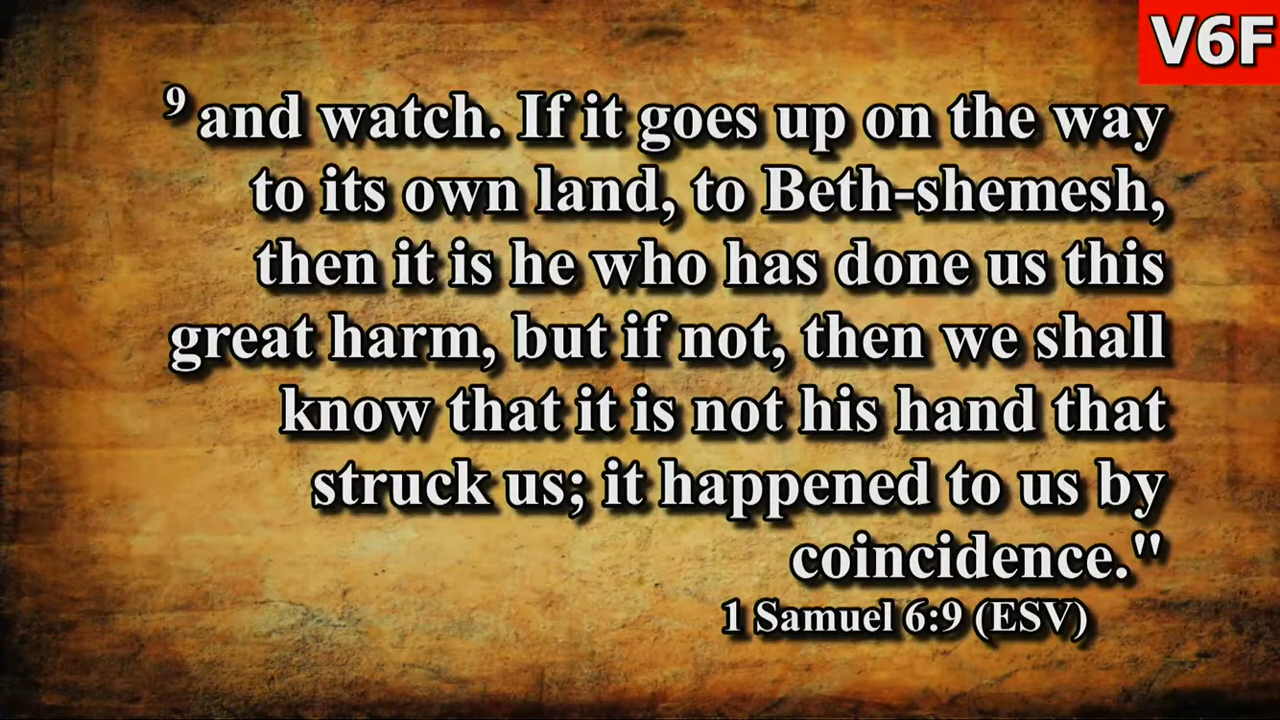 V6F
9 and watch. If it goes up on the way
to its own land, to Beth-shemesh,
then it is he who has done us this
great harm, but if not, then we shall
know that it is not his hand that
struck us; it happened to us by
coincidence."
1 Samuel 6:9 (ESV)